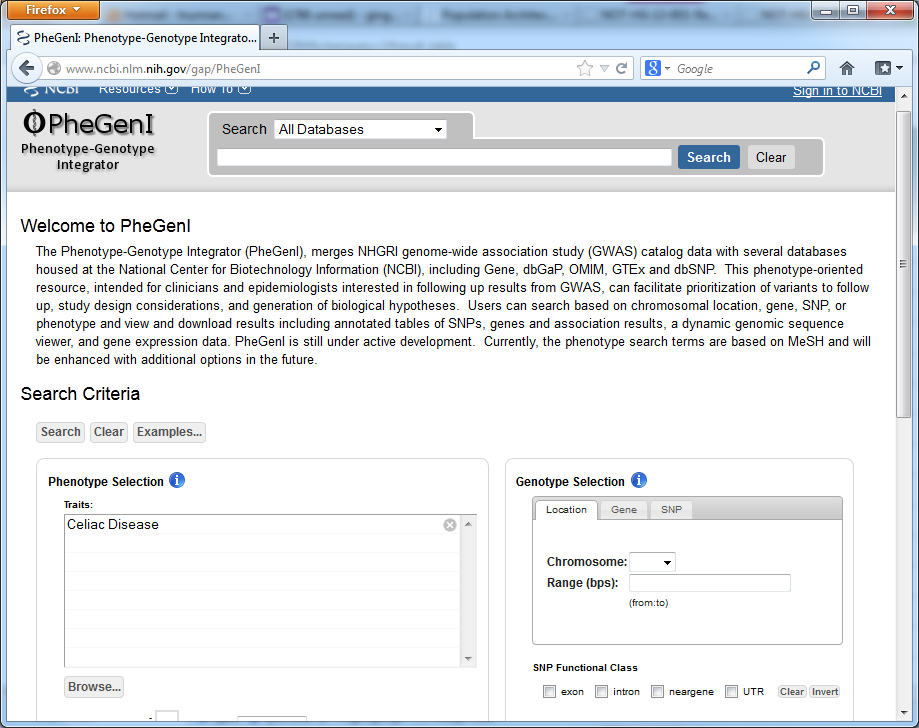 Firefox
PheGenI: Phenotype-Genotype Integrato...
www.ncbi.nlm.nih.gov/gap/PheGenI
Google
NCBI Resources How To Sign in to NCBI
PheGenI
Phenotype-Genotype
Integrator
Search All Databases
Search Clear
Welcome to PheGenI
The Phenotype-Genotype Integrator (PheGenI), merges NHGRI genome-wide association study (GWAS) catalog data with several databases
housed at the National Center for Biotechnology Information (NCBI), including Gene, dbGaP, OMIM, GTEx and dbSNP. This phenotype-oriented
resource, intended for clinicians and epidemiologists interested in following up results from GWAS, can facilitate prioritization of variants to follow
up, study design considerations, and generation of biological hypotheses. Users can search based on chromosomal location, gene, SNP, or
phenotype and view and download results including annotated tables of SNPs, genes and association results, a dynamic genomic sequence
viewer, and gene expression data. PheGenI is still under active development. Currently, the phenotype search terms are based on MeSH and will
be enhanced with additional options in the future.
Search Criteria
Search Clear Examples...
Phenotype Selection
Traits:
Celiac Disease
Browse...
Genotype Selection
Location Gene SNP
Chromosome:
Range (bps):
(from:to)
SNP Functional Class
exon intron neargene UTR Clear Invert